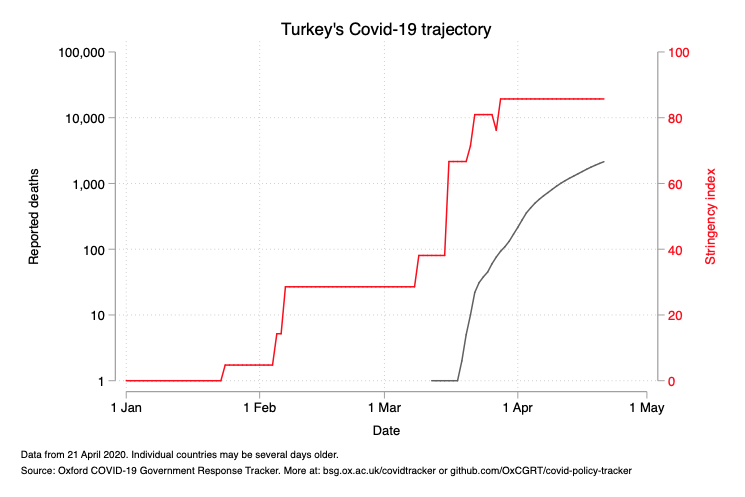 Turkey's Covid-19 trajectory
100,000
10,000
1,000
100
10
1
Reported deaths
100
80
60
40
20
0
Stringency index
1 Jan 1 Feb 1 Mar 1 Apr 1 May
Date
Data from 21 April 2020. Individual countries may be several days older.
Source: Oxford COVID-19 Government Response Tracker. More at: bsg.ox.ac.uk/covidtracker or github.com/OxCGRT/covid-policy-tracker